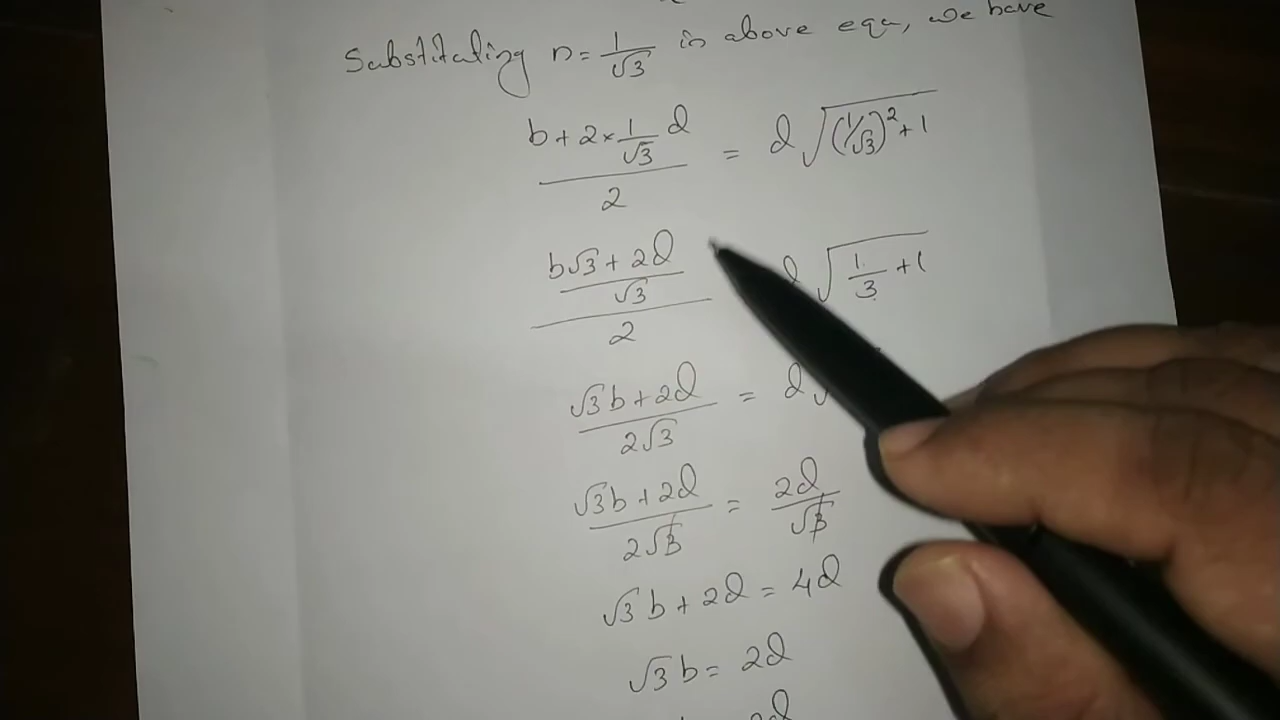 Substituting n = 1/√3 in above equ, we have
(b + 2 × 1/√3 d) / 2 = d √((1/√3)² + 1)
((b√3 + 2d) / √3) / 2 d √(1/3 + 1)
(√3 b + 2d) / 2√3 = d √
(√3 b + 2d) / 2√3 = 2d / √3
√3 b + 2d = 4d
√3 b = 2d